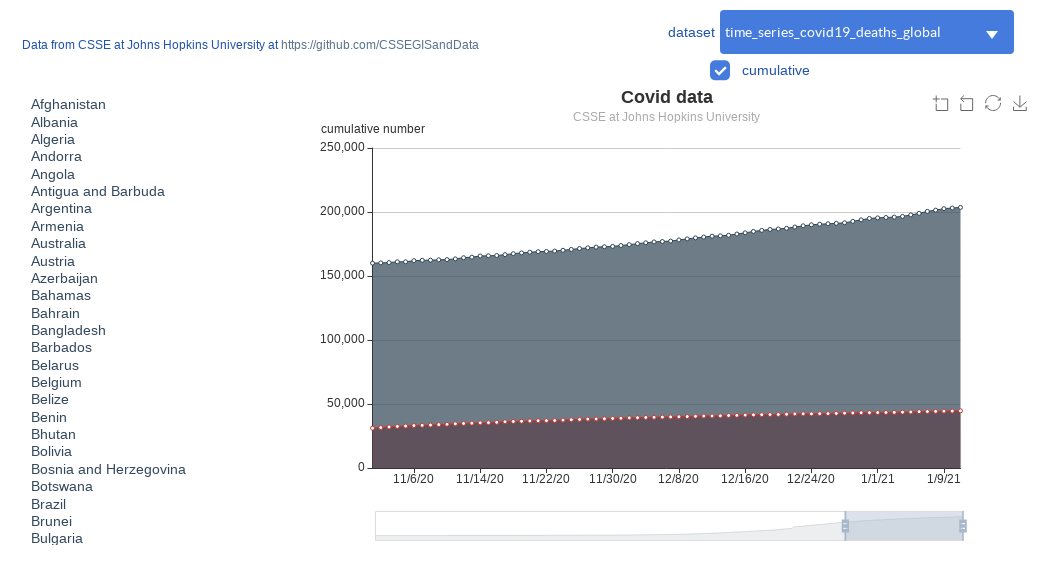 Data from CSSE at Johns Hopkins University at https://github.com/CSSEGISandData
dataset
time_series_covid19_deaths_global
cumulative
Afghanistan
Albania
Algeria
Andorra
Angola
Antigua and Barbuda
Argentina
Armenia
Australia
Austria
Azerbaijan
Bahamas
Bahrain
Bangladesh
Barbados
Belarus
Belgium
Belize
Benin
Bhutan
Bolivia
Bosnia and Herzegovina
Botswana
Brazil
Brunei
Bulgaria
Covid data
CSSE at Johns Hopkins University
cumulative number
250,000
200,000
150,000
100,000
50,000
0
11/6/20 11/14/20 11/22/20 11/30/20 12/8/20 12/16/20 12/24/20 1/1/21 1/9/21